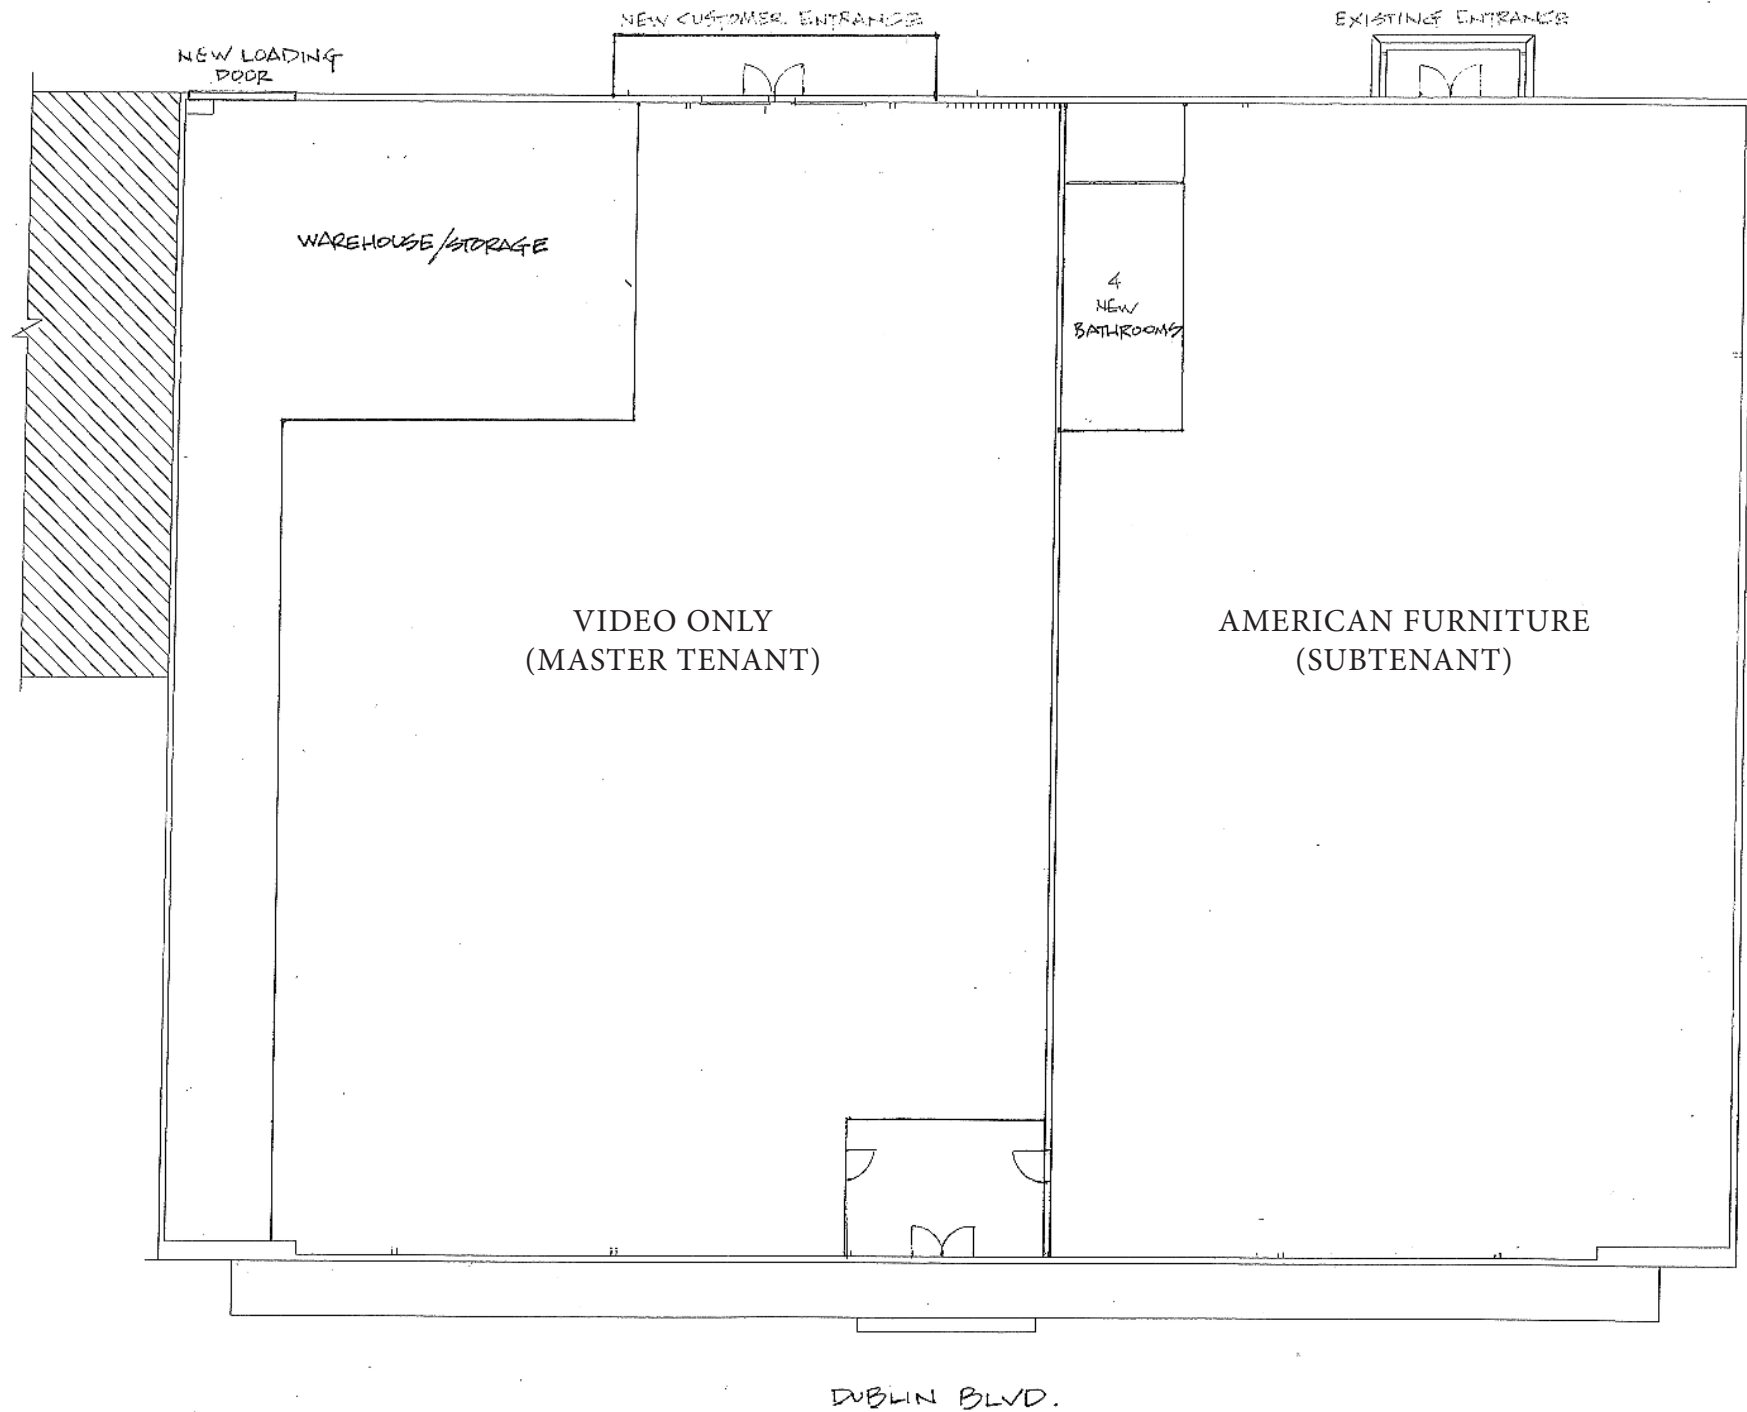 NEW CUSTOMER ENTRANCE
EXISTING ENTRANCE
NEW LOADING
DOOR
WAREHOUSE/STORAGE
4
NEW
BATHROOMS
VIDEO ONLY
(MASTER TENANT)
AMERICAN FURNITURE
(SUBTENANT)
DUBLIN BLVD.